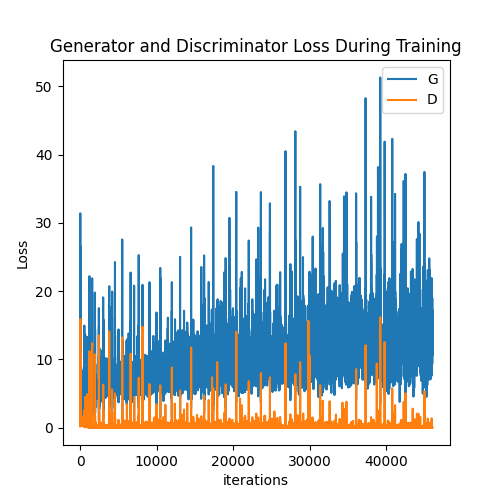 Generator and Discriminator Loss During Training
G
D
50
40
30
20
10
0
Loss
0 10000 20000 30000 40000
iterations